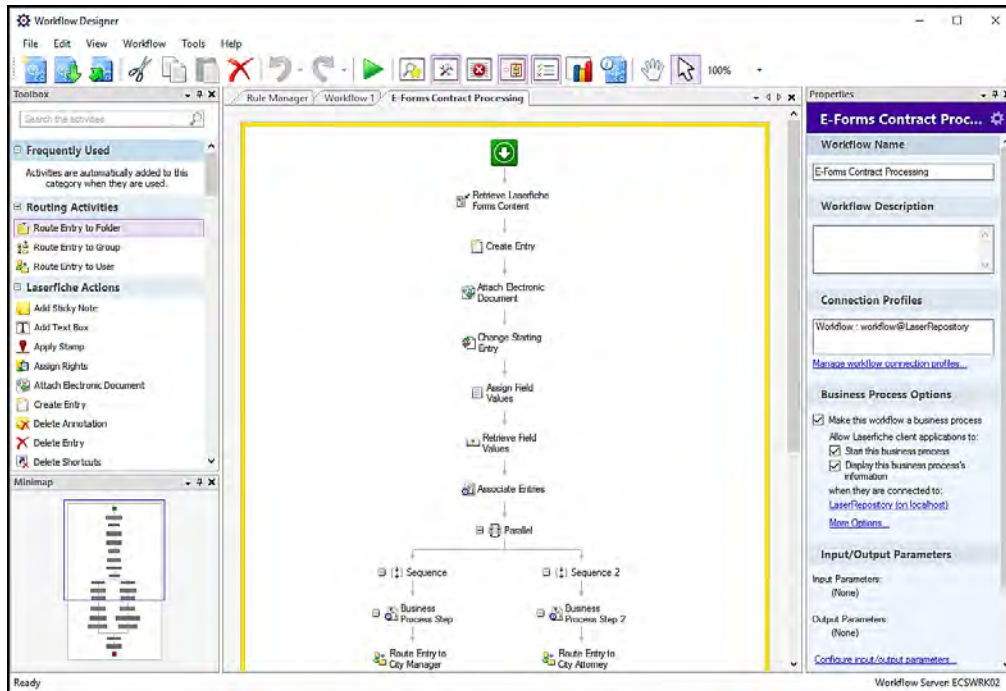 Workflow Designer
File Edit View Workflow Tools Help
100%
Toolbox
Search the activities
Frequently Used
Activities are automatically added to this
category when they are used.
Routing Activities
Route Entry to Folder
Route Entry to Group
Route Entry to User
Laserfiche Actions
Add Sticky Note
Add Text Box
Apply Stamp
Assign Rights
Attach Electronic Document
Create Entry
Delete Annotation
Delete Entry
Delete Shortcuts
Minimap
Rule Manager
Workflow 1
E-Forms Contract Processing
Retrieve Laserfiche
Forms Content
Create Entry
Attach Electronic
Document
Change Starting
Entry
Assign Field
Values
Retrieve Field
Values
Associate Entries
Parallel
Sequence
Sequence 2
Business
Process Step
Business
Process Step 2
Route Entry to
City Manager
Route Entry to
City Attorney
Properties
E-Forms Contract Proc...
Workflow Name
E-Forms Contract Processing
Workflow Description
Connection Profiles
Workflow : workflow@LaserRepository
Manage workflow connection profiles...
Business Process Options
Make this workflow a business process
Allow Laserfiche client applications to:
Start this business process
Display this business process's
information
when they are connected to:
LaserRepository (on localhost)
More Options...
Input/Output Parameters
Input Parameters:
(None)
Output Parameters:
(None)
Configure input/output parameters...
Ready
Workflow Server: ECSWRK02